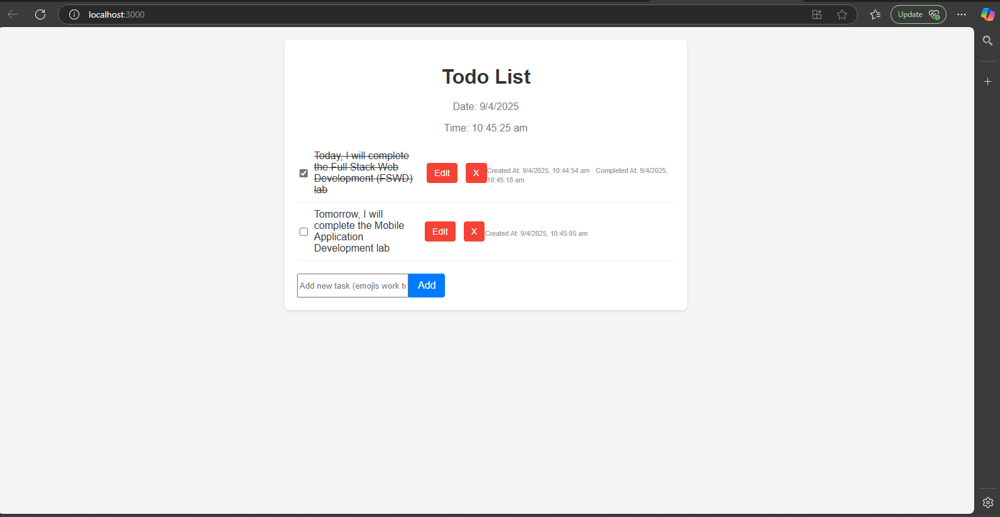 localhost:3000
Update
Todo List
Date: 9/4/2025
Time: 10:45:25 am
Today, I will complete
the Full Stack Web
Development (FSWD)
lab
Edit
X
Created At: 9/4/2025, 10:44:54 am Completed At: 9/4/2025,
10:45:18 am
Tomorrow, I will
complete the Mobile
Application
Development lab
Edit
X
Created At: 9/4/2025, 10:45:05 am
Add new task (emojis work to
Add